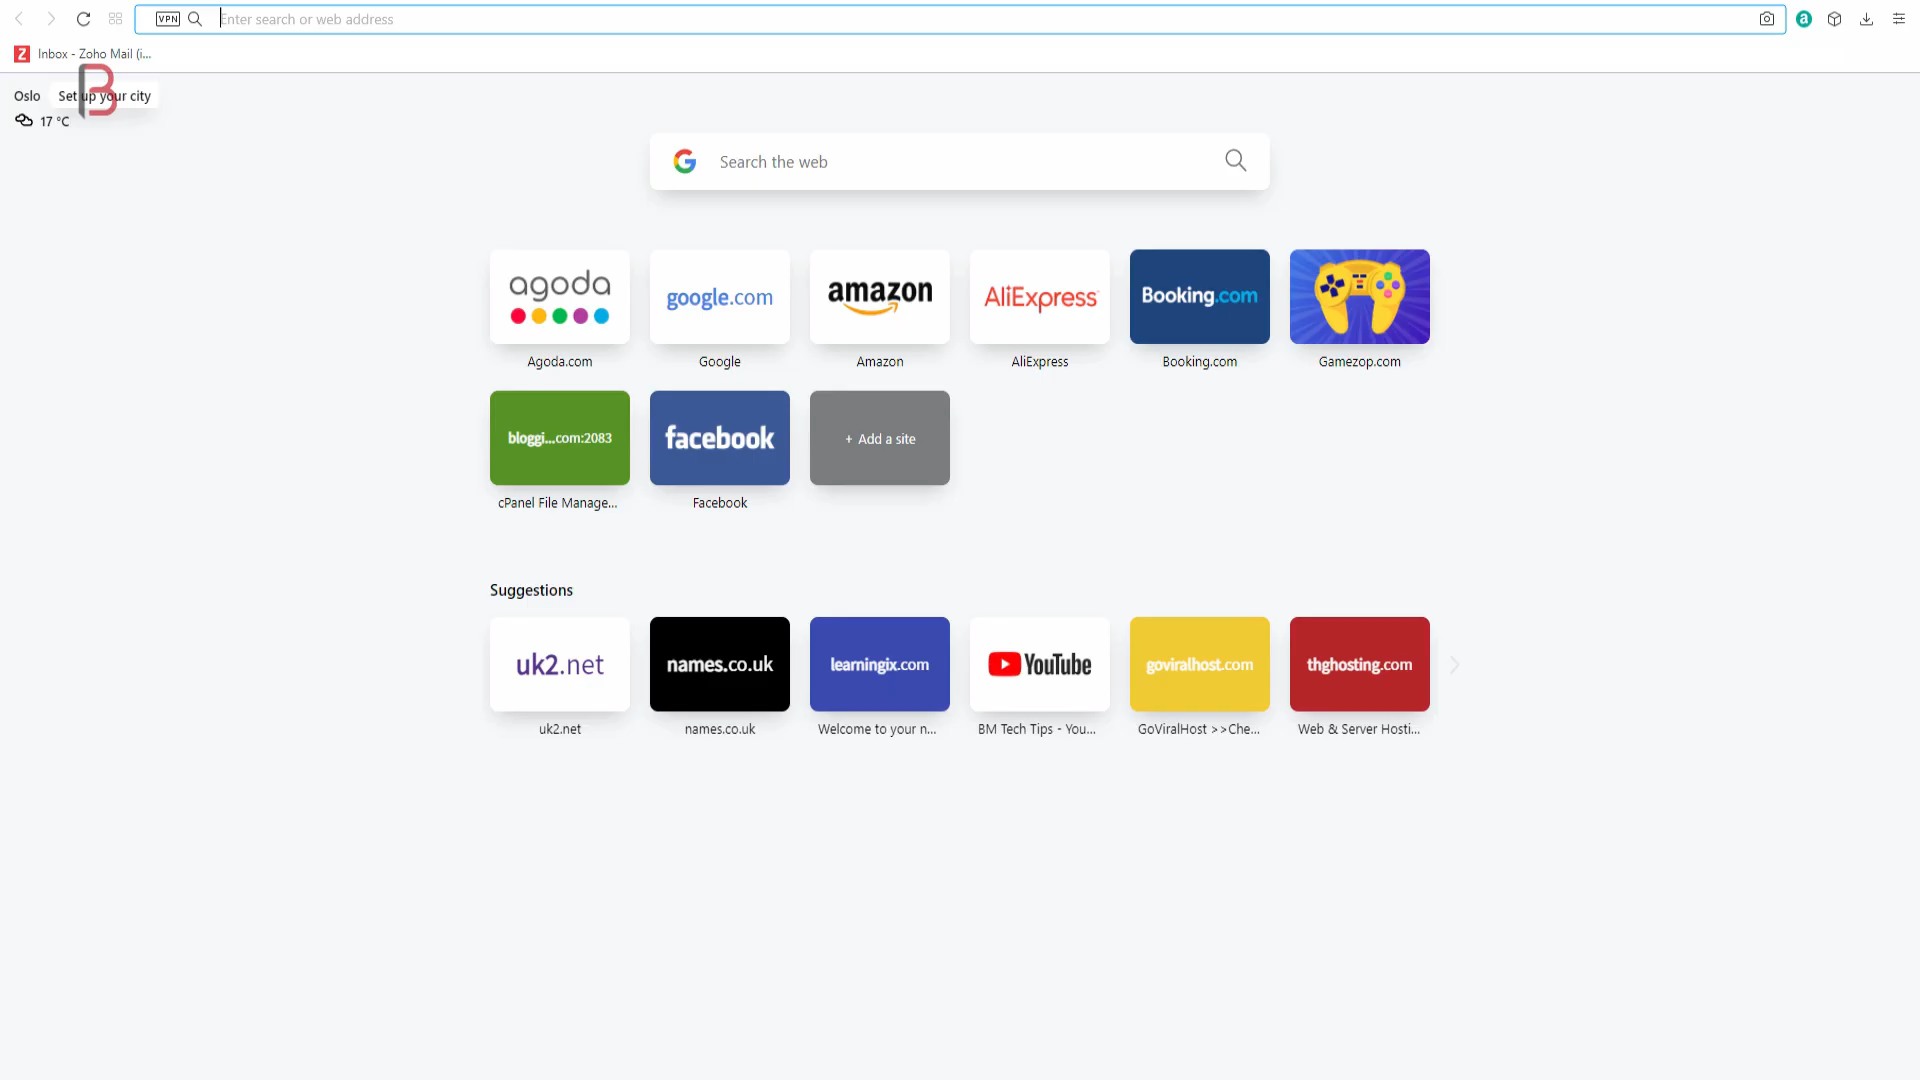 VPN Enter search or web address a
Z Inbox - Zoho Mail (i...
B
Oslo Set up your city
17 °C
Search the web
agoda google.com amazon AliExpress Booking.com
Agoda.com Google Amazon AliExpress Booking.com Gamezop.com
bloggi...com:2083 facebook + Add a site
cPanel File Manage... Facebook
Suggestions
uk2.net names.co.uk learningix.com YouTube goviralhost.com thghosting.com
uk2.net names.co.uk Welcome to your n... BM Tech Tips - You... GoViralHost >>Che... Web & Server Hosti...